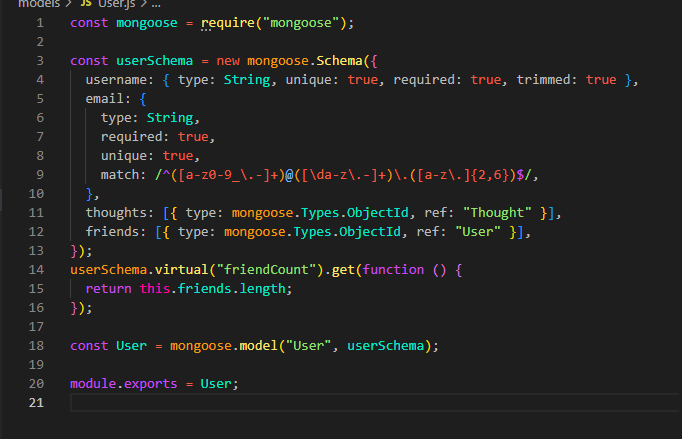 models > JS User.js > ...
1 const mongoose = require("mongoose");
2
3 const userSchema = new mongoose.Schema({
4   username: { type: String, unique: true, required: true, trimmed: true },
5   email: {
6     type: String,
7     required: true,
8     unique: true,
9     match: /^([a-z0-9_\.-]+)@([\da-z\.-]+)\.([a-z\.]{2,6})$/,
10   },
11   thoughts: [{ type: mongoose.Types.ObjectId, ref: "Thought" }],
12   friends: [{ type: mongoose.Types.ObjectId, ref: "User" }],
13 });
14 userSchema.virtual("friendCount").get(function () {
15   return this.friends.length;
16 });
17
18 const User = mongoose.model("User", userSchema);
19
20 module.exports = User;
21